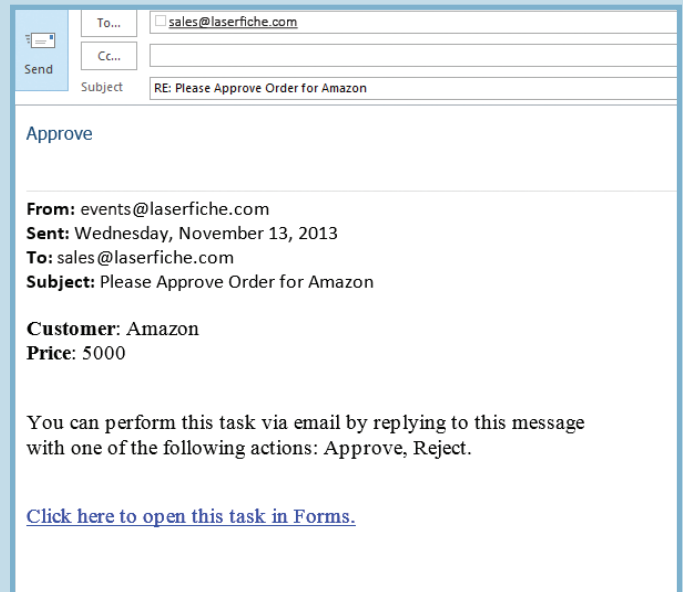 To...
sales@laserfiche.com
Cc...
Send
Subject
RE: Please Approve Order for Amazon
Approve
From: events@laserfiche.com
Sent: Wednesday, November 13, 2013
To: sales@laserfiche.com
Subject: Please Approve Order for Amazon
Customer: Amazon
Price: 5000
You can perform this task via email by replying to this message
with one of the following actions: Approve, Reject.
Click here to open this task in Forms.